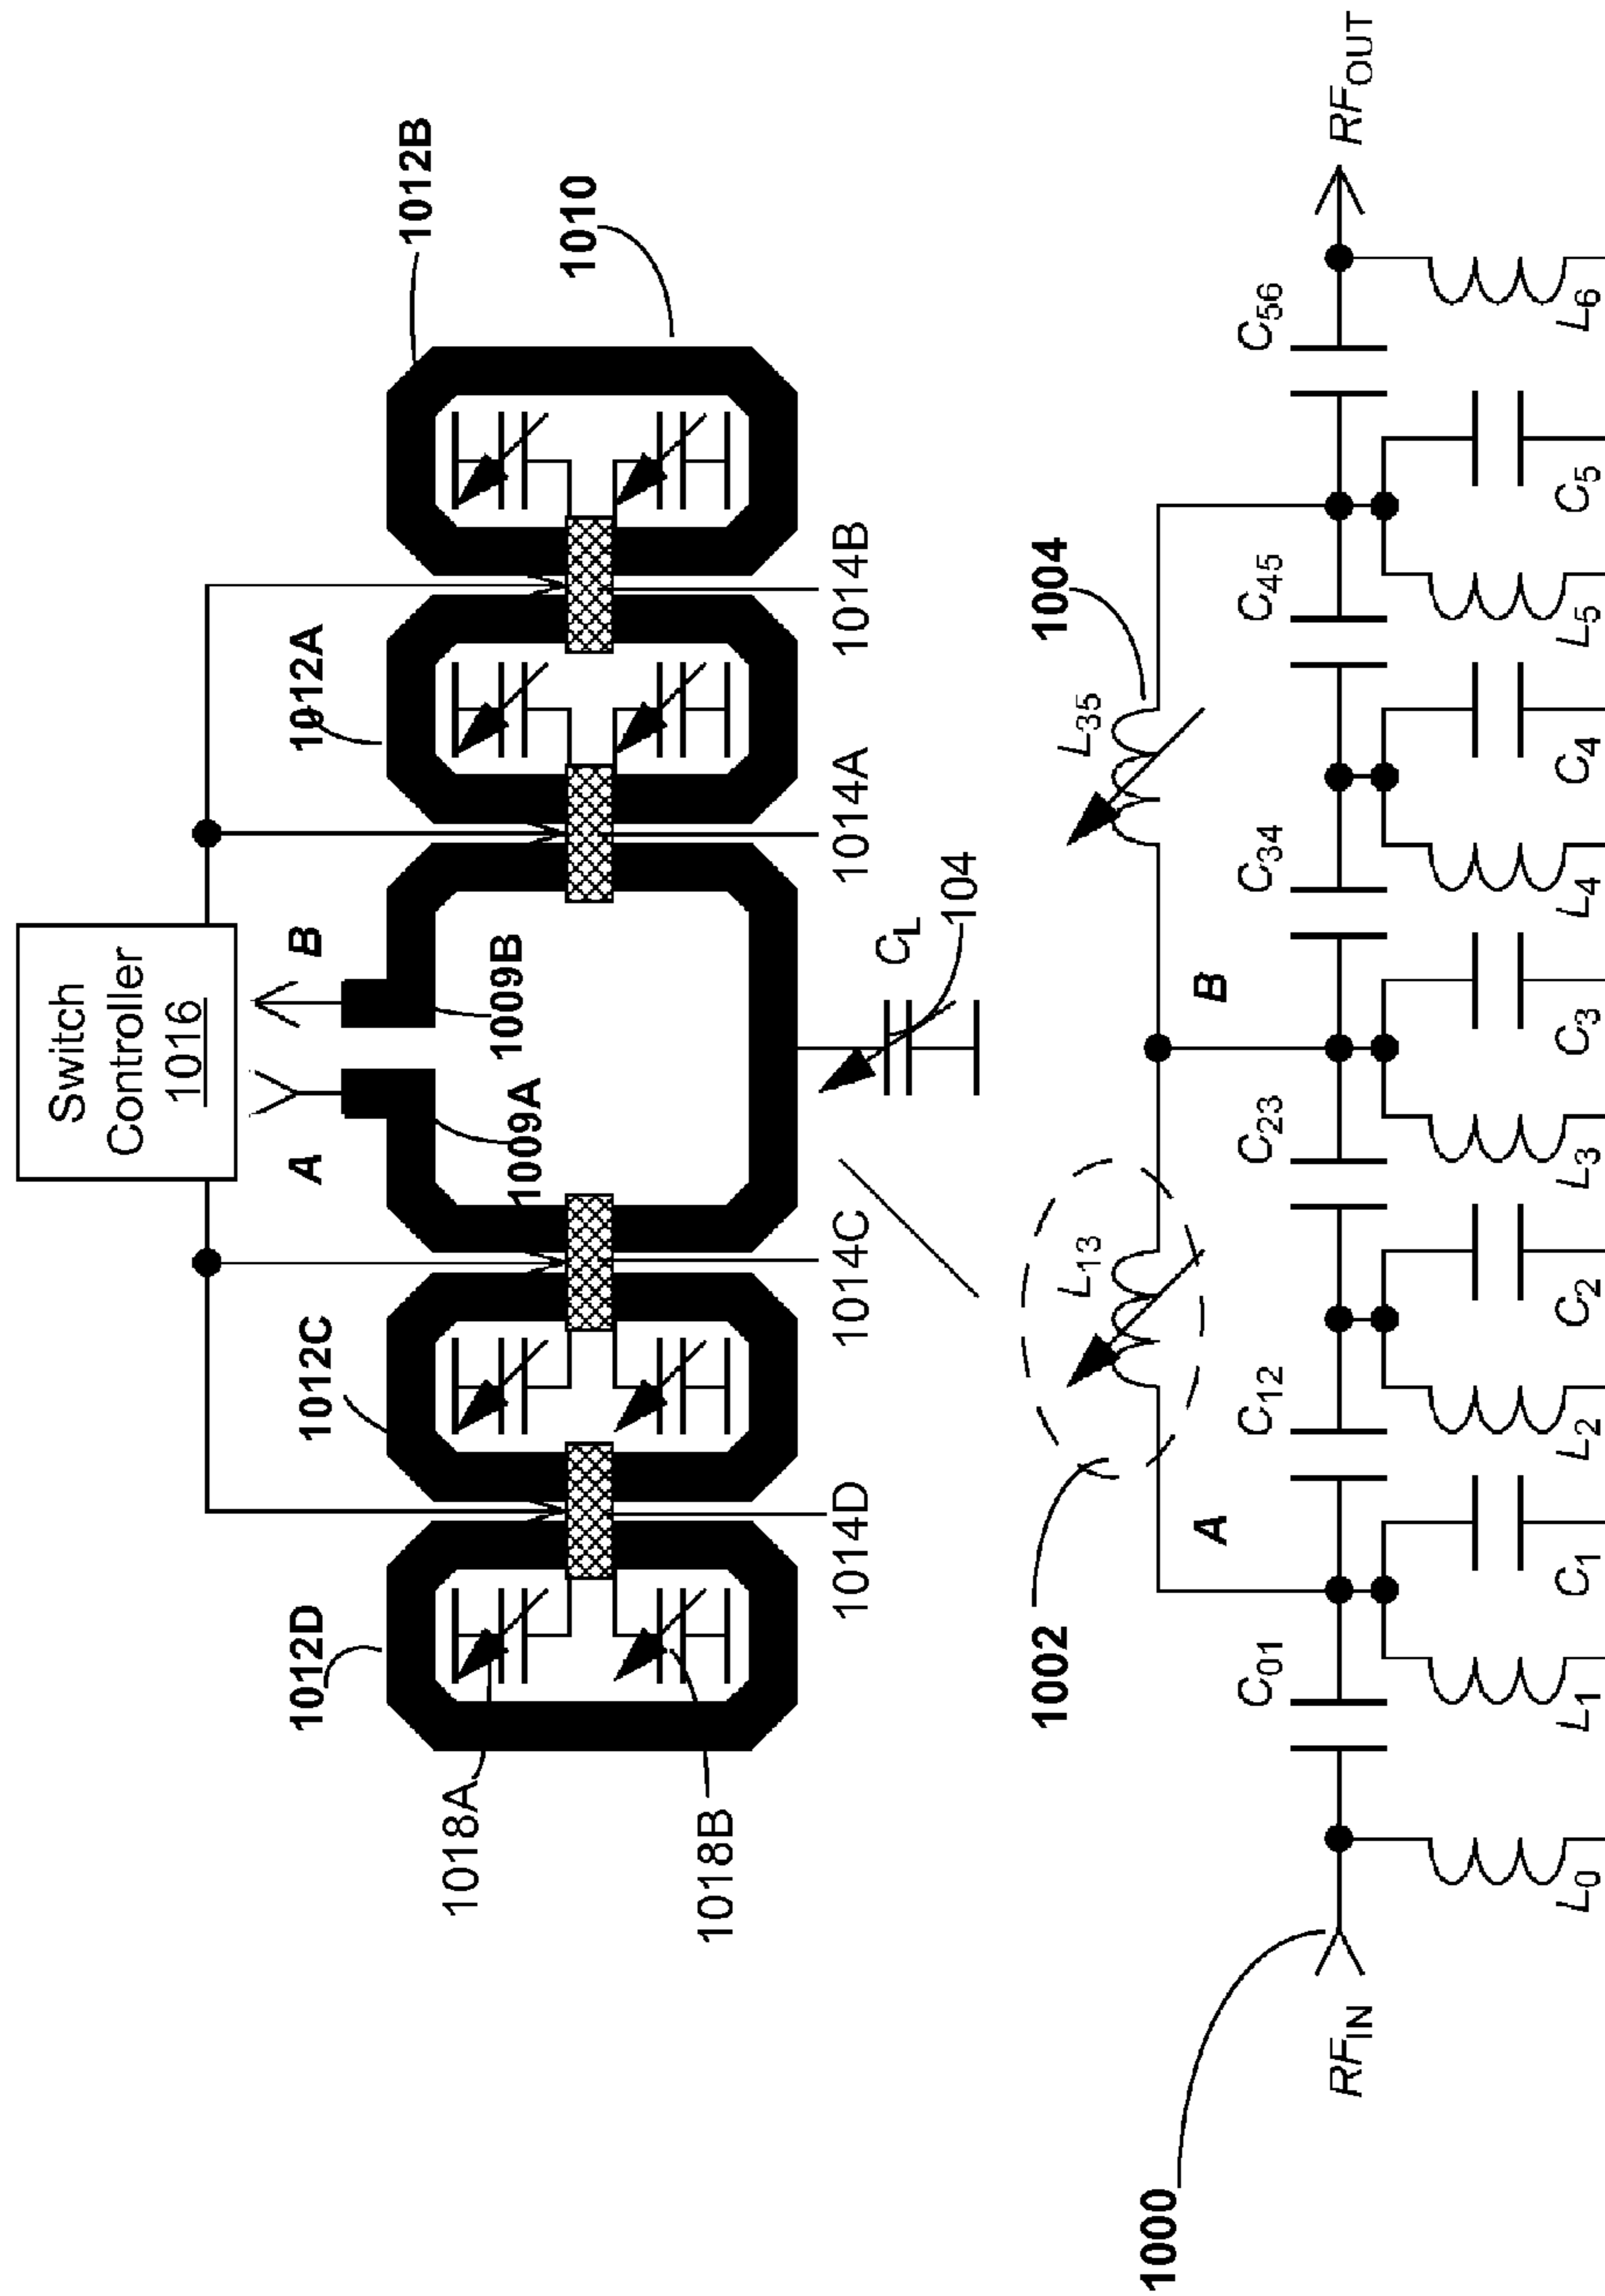 Switch
Controller
1016
A
B
1012D
1012C
1012A
1012B
1010
1009A
1009B
1018A
1018B
1014D
1014C
1014A
1014B
C_L
104
1002
L_13
L_35
1004
A
B
1000
RF_IN
C_01
C_12
C_23
C_34
C_45
C_56
RF_OUT
L_0
L_1
C_1
L_2
C_2
L_3
C_3
L_4
C_4
L_5
C_5
L_6